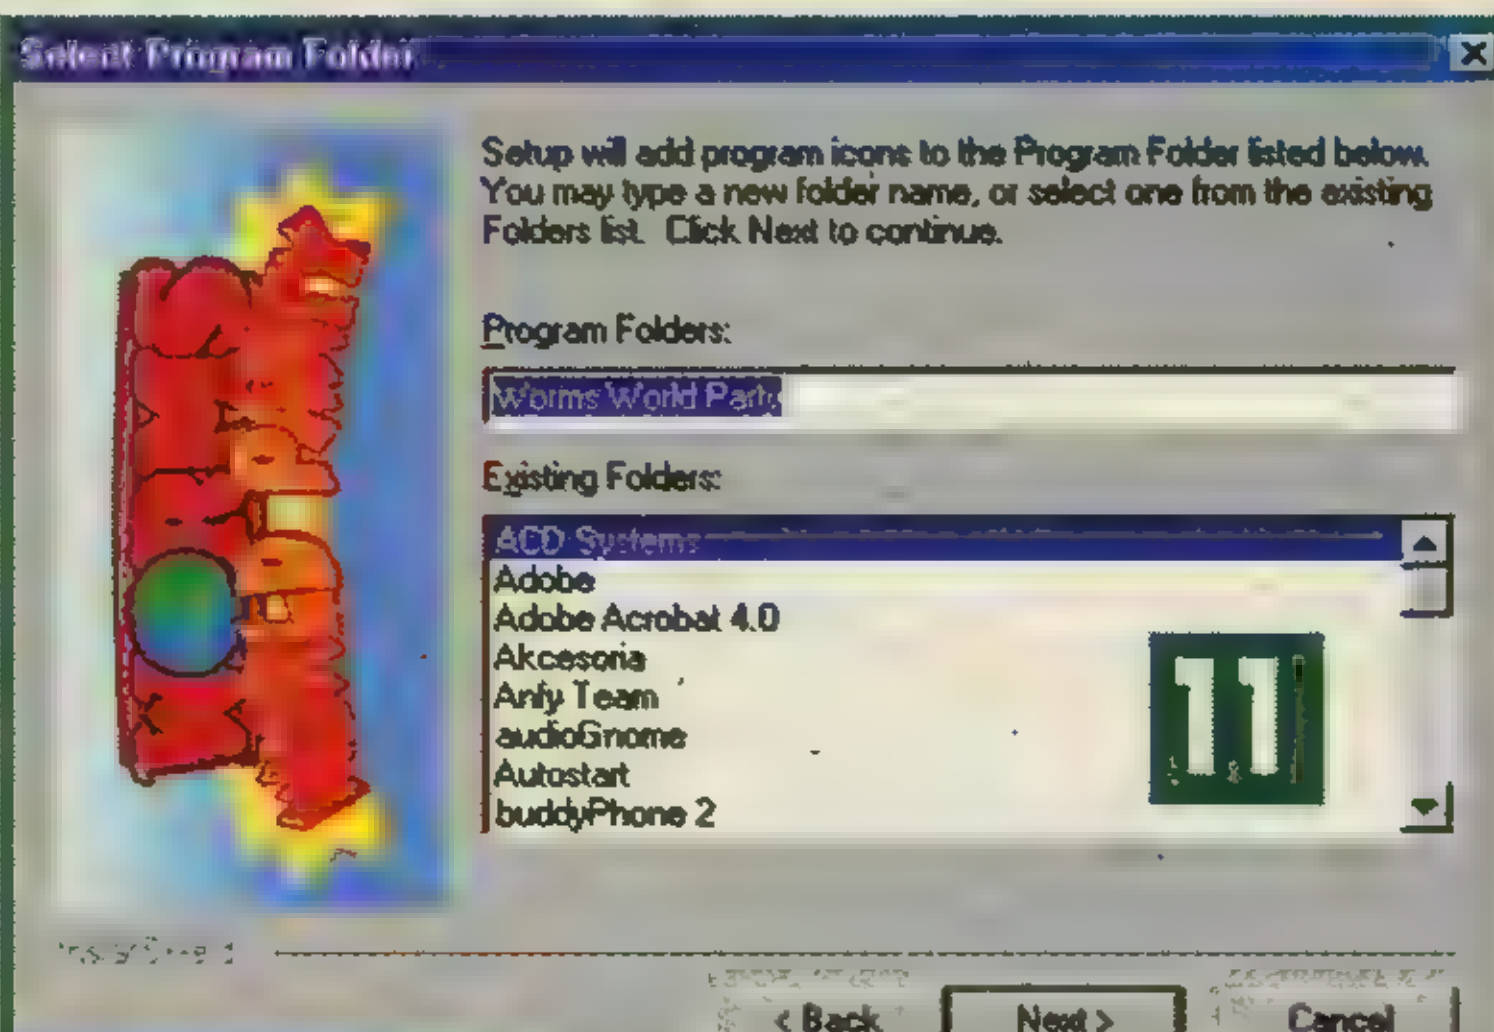 Select Program Folder
Setup will add program icons to the Program Folder listed below.
You may type a new folder name, or select one from the existing
Folders list. Click Next to continue.
Program Folders:
Worms World Party
Existing Folders:
ACD Systems
Adobe
Adobe Acrobat 4.0
Akcesoria
Anfy Team
audioGnome
Autostart
buddyPhone 2
11
InstallShield
< Back
Next >
Cancel